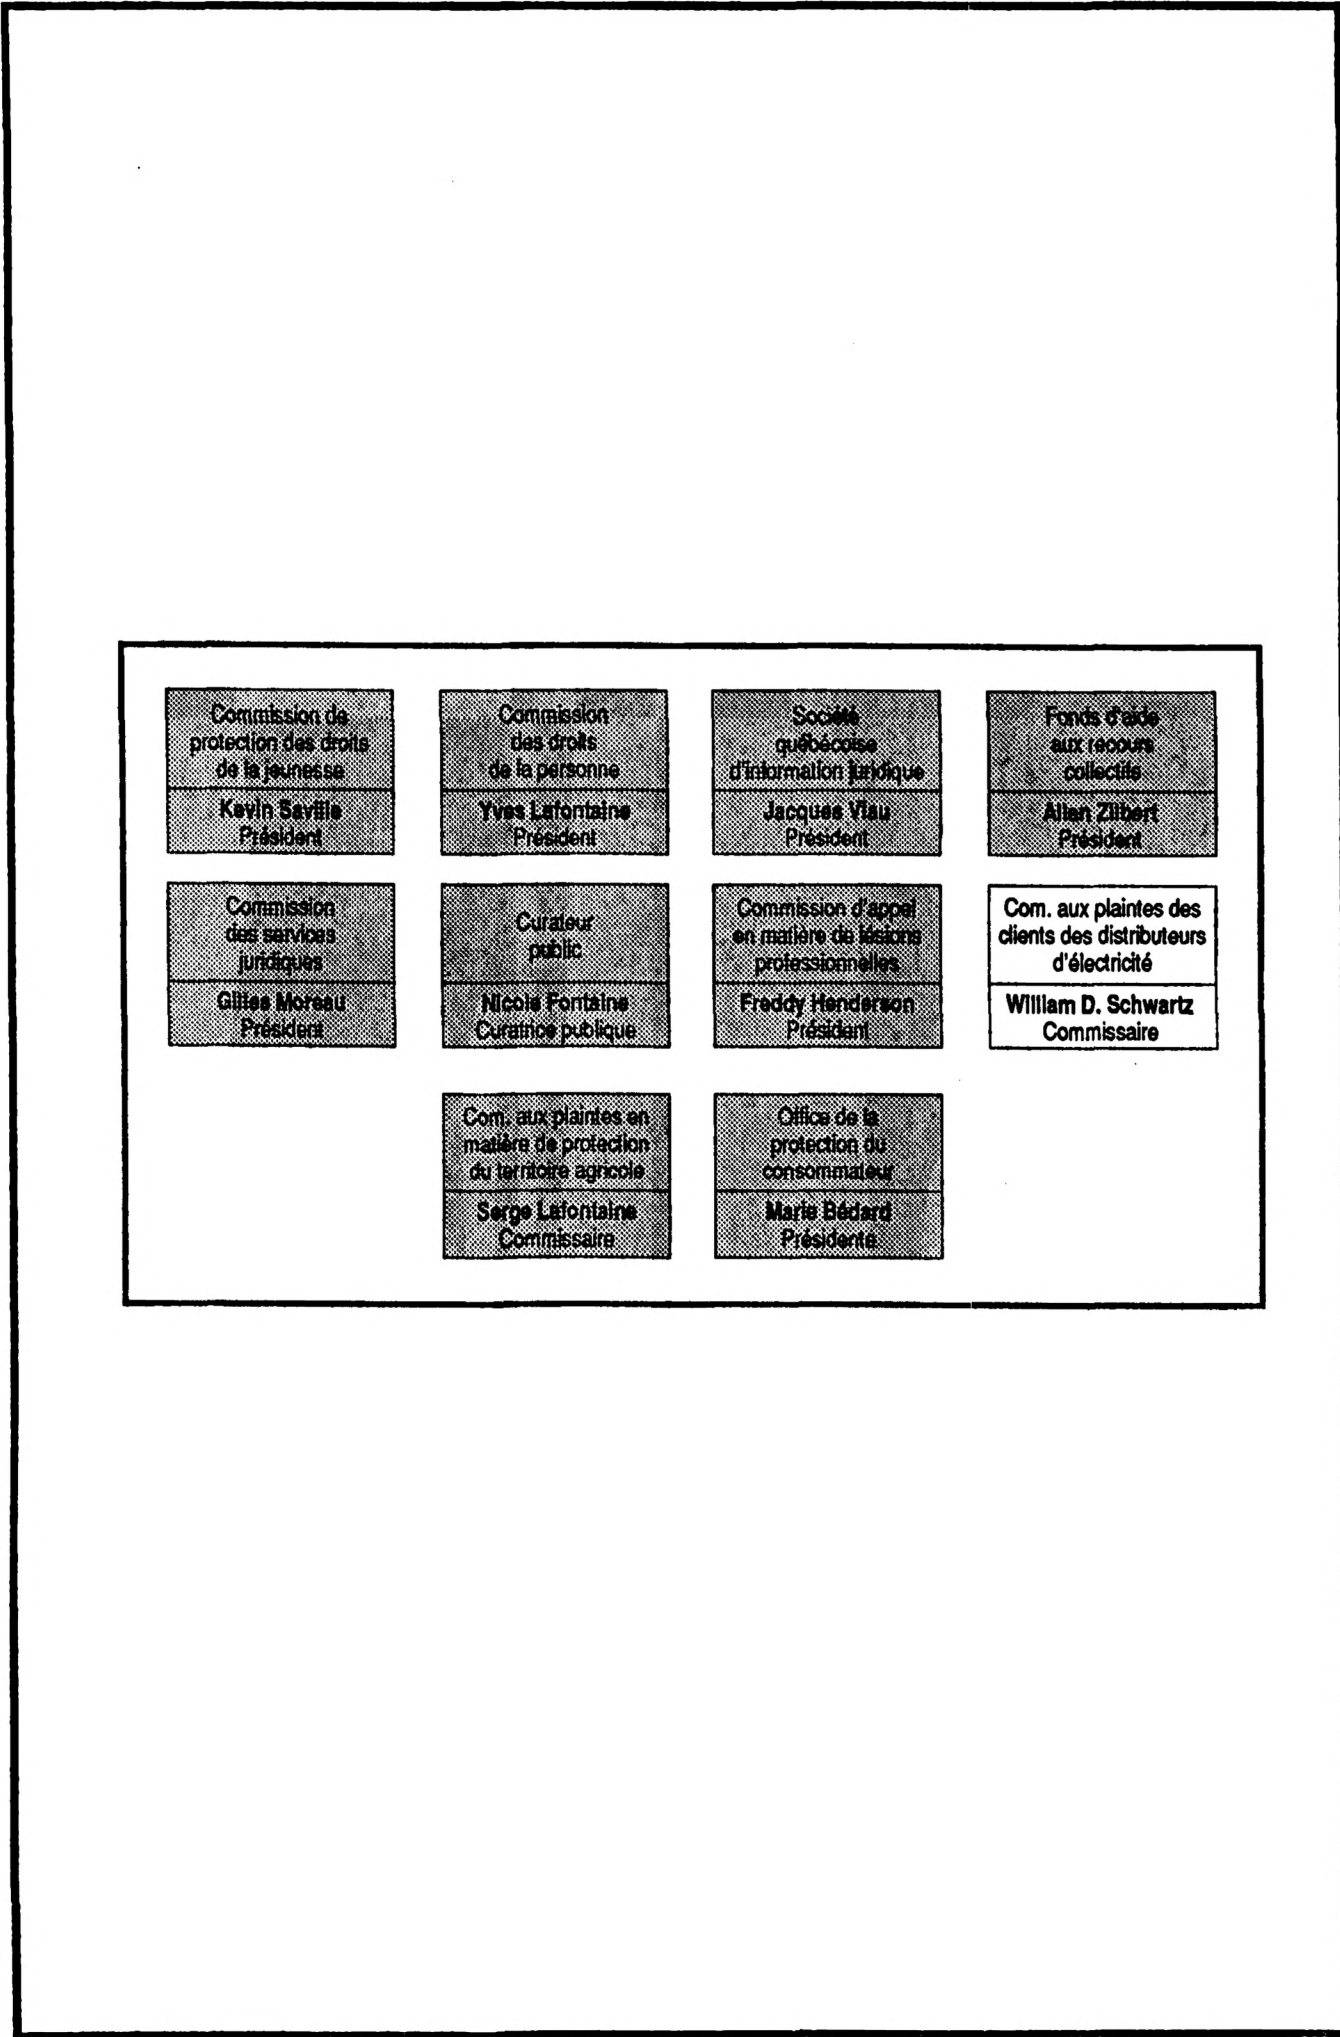 Commission de
protection des droits
de la jeunesse
Kevin Saville
Président
Commission
des droits
de la personne
Yves Lafontaine
Président
Société
québécoise
d'information juridique
Jacques Viau
Président
Fonds d'aide
aux recours
collectifs
Allan Zilbert
Président
Commission
des services
juridiques
Gilles Moreau
Président
Curateur
public
Nicole Fontaine
Curatrice publique
Commission d'appel
en matière de lésions
professionnelles
Freddy Henderson
Président
Com. aux plaintes des
clients des distributeurs
d'électricité
William D. Schwartz
Commissaire
Com. aux plaintes en
matière de protection
du territoire agricole
Serge Lafontaine
Commissaire
Office de la
protection du
consommateur
Marie Bédard
Présidente